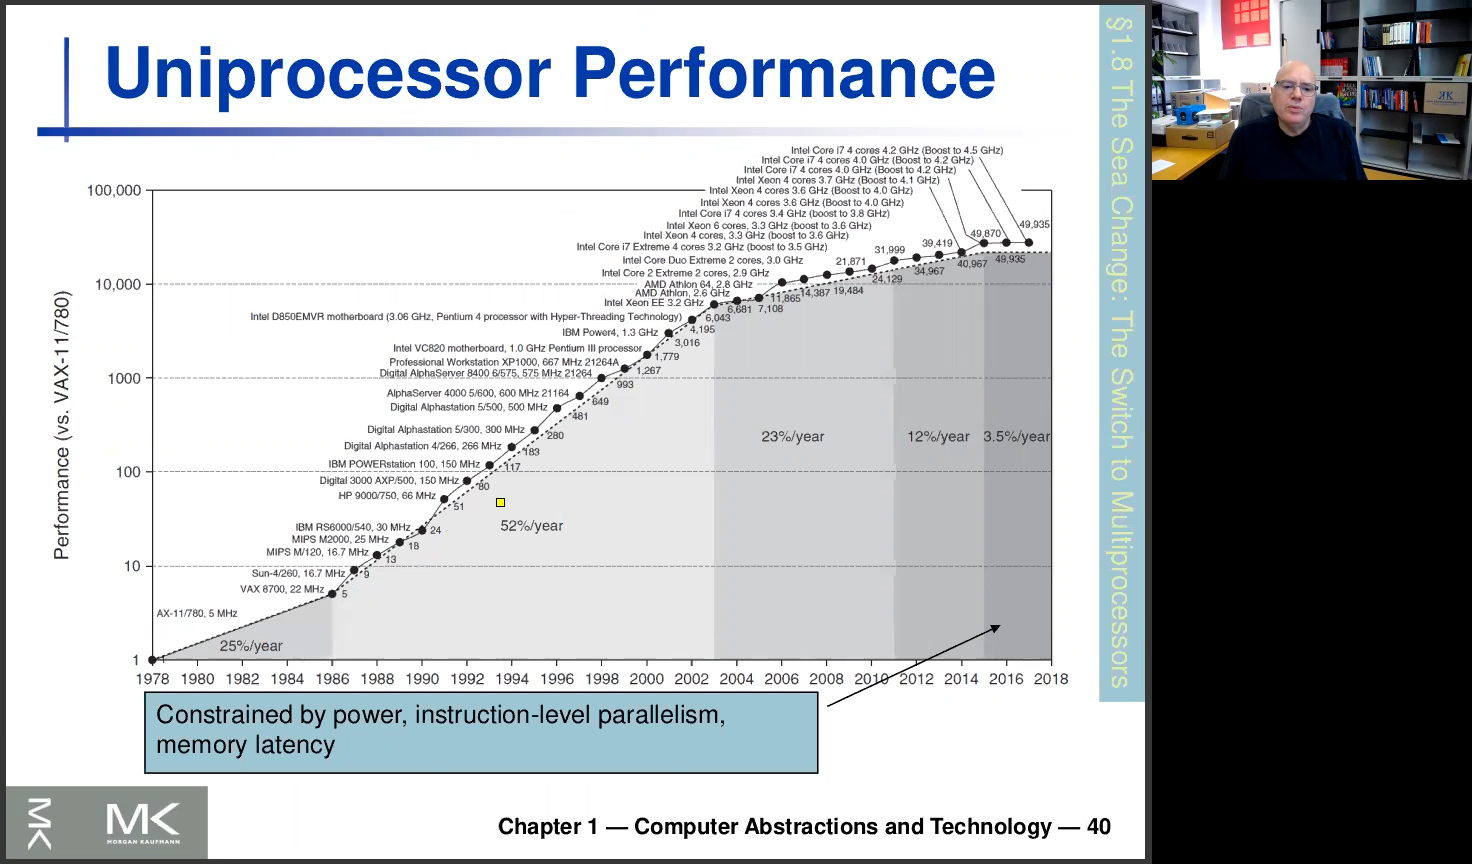 Uniprocessor Performance
§1.8 The Sea Change: The Switch to Multiprocessors
Performance (vs. VAX-11/780)
100,000
10,000
1000
100
10
1
Intel Core i7 4 cores 4.2 GHz (Boost to 4.5 GHz)
Intel Core i7 4 cores 4.0 GHz (Boost to 4.2 GHz)
Intel Core i7 4 cores 4.0 GHz (Boost to 4.2 GHz)
Intel Xeon 4 cores 3.7 GHz (Boost to 4.1 GHz)
Intel Xeon 4 cores 3.6 GHz (Boost to 4.0 GHz)
Intel Xeon 4 cores 3.6 GHz (Boost to 4.0 GHz)
Intel Core i7 4 cores 3.4 GHz (boost to 3.8 GHz)
Intel Xeon 6 cores, 3.3 GHz (boost to 3.6 GHz)
Intel Xeon 4 cores, 3.3 GHz (boost to 3.6 GHz)
Intel Core i7 Extreme 4 cores 3.2 GHz (boost to 3.5 GHz)
Intel Core Duo Extreme 2 cores, 3.0 GHz
Intel Core 2 Extreme 2 cores, 2.9 GHz
AMD Athlon 64, 2.8 GHz
AMD Athlon, 2.6 GHz
Intel Xeon EE 3.2 GHz
Intel D850EMVR motherboard (3.06 GHz, Pentium 4 processor with Hyper-Threading Technology)
IBM Power4, 1.3 GHz
Intel VC820 motherboard, 1.0 GHz Pentium III processor
Professional Workstation XP1000, 667 MHz 21264A
Digital AlphaServer 8400 6/575, 575 MHz 21264
AlphaServer 4000 5/600, 600 MHz 21164
Digital Alphastation 5/500, 500 MHz
Digital Alphastation 5/300, 300 MHz
Digital Alphastation 4/266, 266 MHz
IBM POWERstation 100, 150 MHz
Digital 3000 AXP/500, 150 MHz
HP 9000/750, 66 MHz
IBM RS6000/540, 30 MHz
MIPS M2000, 25 MHz
MIPS M/120, 16.7 MHz
Sun-4/260, 16.7 MHz
VAX 8700, 22 MHz
AX-11/780, 5 MHz
49,935
49,870
49,935
40,967
39,419
34,967
31,999
24,129
21,871
19,484
14,387
11,865
7,108
6,681
6,043
4,195
3,016
1,779
1,267
993
649
481
280
183
117
80
51
24
18
13
9
5
25%/year
52%/year
23%/year
12%/year
3.5%/year
1978 1980 1982 1984 1986 1988 1990 1992 1994 1996 1998 2000 2002 2004 2006 2008 2010 2012 2014 2016 2018
Constrained by power, instruction-level parallelism,
memory latency
MK
MK
MORGAN KAUFMANN
Chapter 1 — Computer Abstractions and Technology — 40